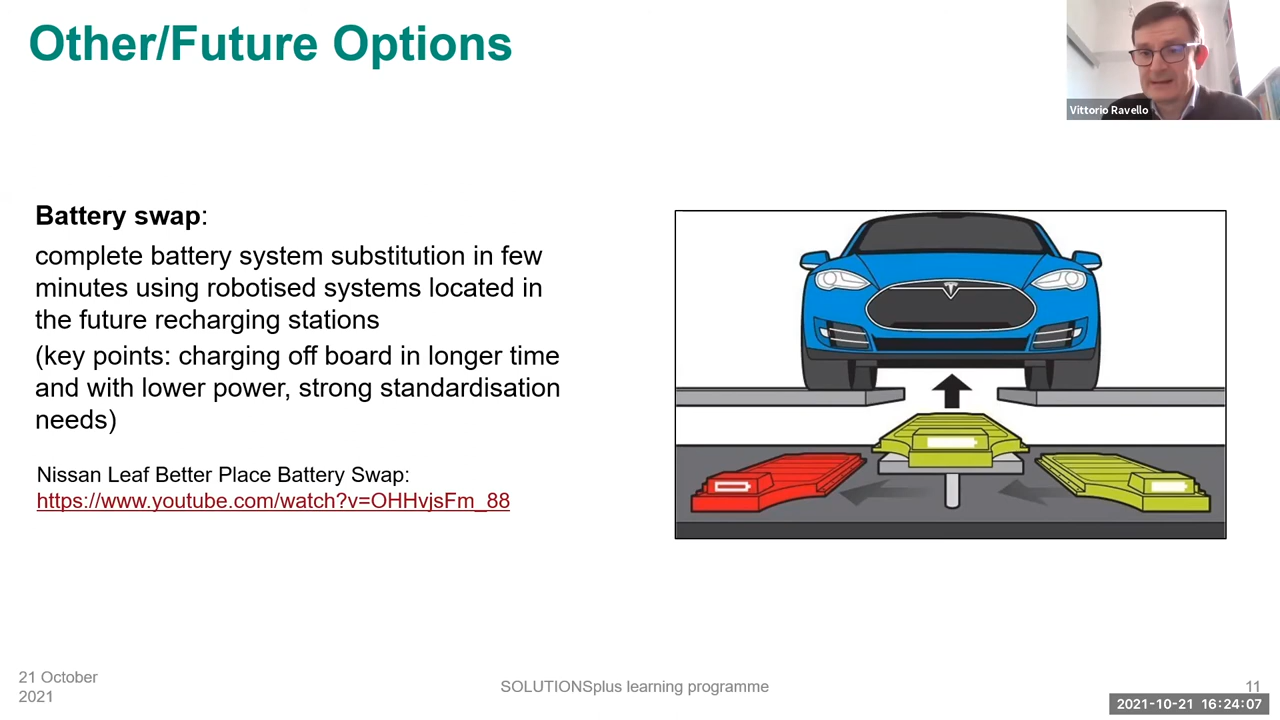 Other/Future Options
Vittorio Ravello
Battery swap:
complete battery system substitution in few
minutes using robotised systems located in
the future recharging stations
(key points: charging off board in longer time
and with lower power, strong standardisation
needs)
Nissan Leaf Better Place Battery Swap:
https://www.youtube.com/watch?v=OHHvjsFm_88
21 October
2021
SOLUTIONSplus learning programme
11
2021-10-21 16:24:07